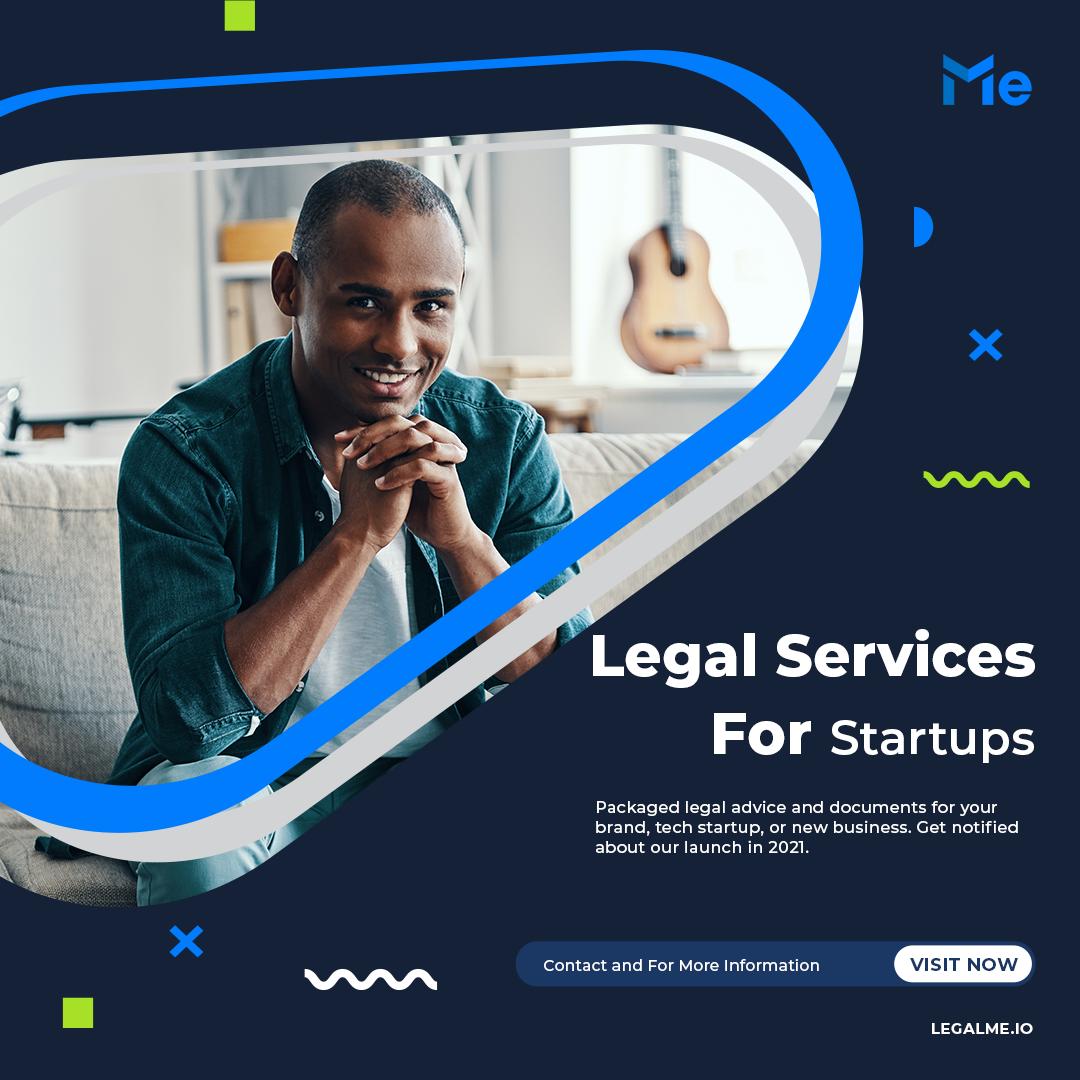 Me
Legal Services
For Startups
Packaged legal advice and documents for your
brand, tech startup, or new business. Get notified
about our launch in 2021.
Contact and For More Information
VISIT NOW
LEGALME.IO